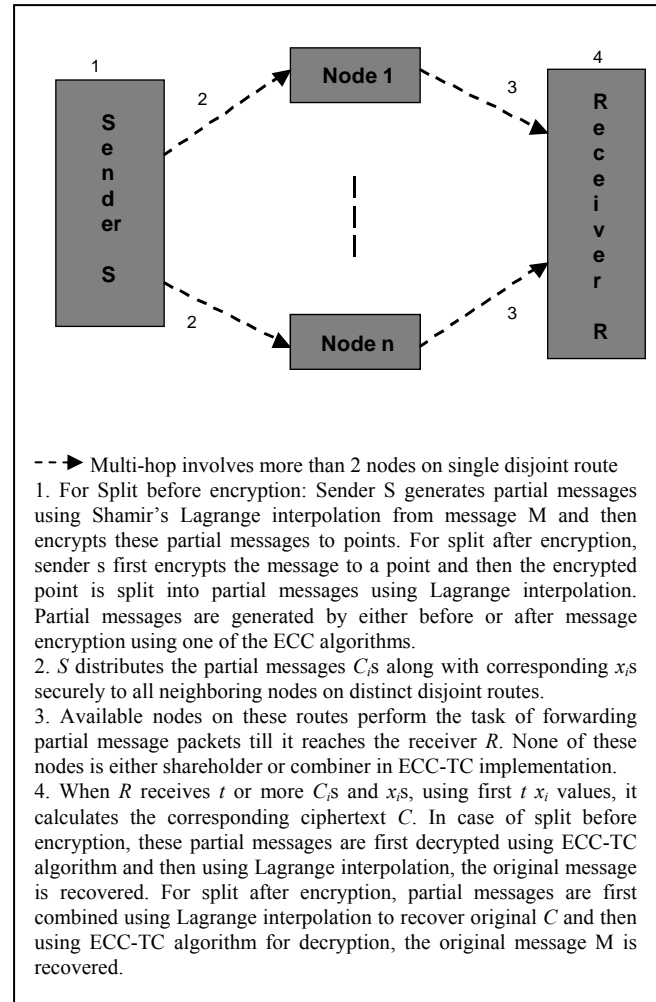 1
4
2
Node 1
3
S
e
n
d
er
S
R
e
c
e
i
v
e
r
R
2
Node n
3
Multi-hop involves more than 2 nodes on single disjoint route
1. For Split before encryption: Sender S generates partial messages
using Shamir's Lagrange interpolation from message M and then
encrypts these partial messages to points. For split after encryption,
sender s first encrypts the message to a point and then the encrypted
point is split into partial messages using Lagrange interpolation.
Partial messages are generated by either before or after message
encryption using one of the ECC algorithms.
2. S distributes the partial messages Cis along with corresponding xis
securely to all neighboring nodes on distinct disjoint routes.
3. Available nodes on these routes perform the task of forwarding
partial message packets till it reaches the receiver R. None of these
nodes is either shareholder or combiner in ECC-TC implementation.
4. When R receives t or more Cis and xis, using first t xi values, it
calculates the corresponding ciphertext C. In case of split before
encryption, these partial messages are first decrypted using ECC-TC
algorithm and then using Lagrange interpolation, the original message
is recovered. For split after encryption, partial messages are first
combined using Lagrange interpolation to recover original C and then
using ECC-TC algorithm for decryption, the original message M is
recovered.